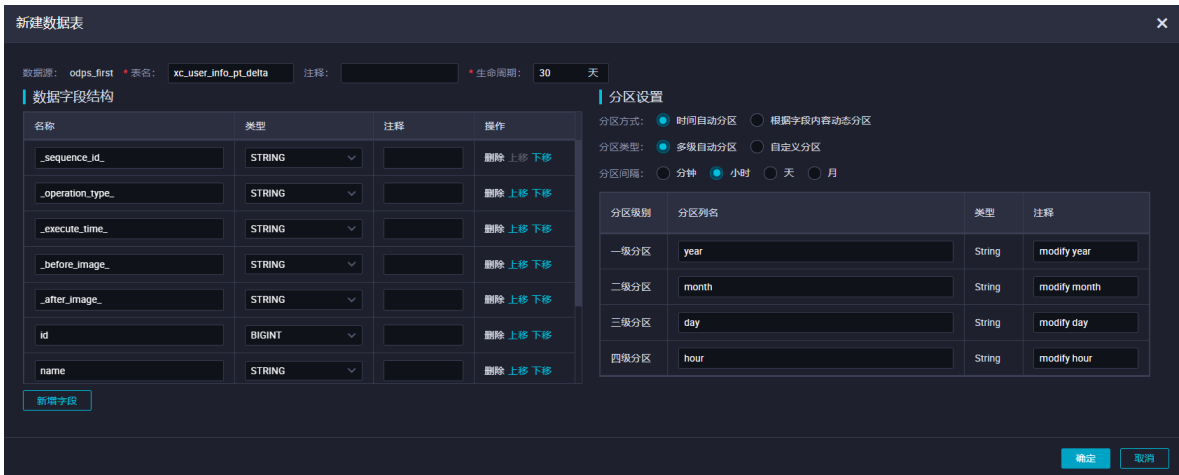 新建数据表
数据源： odps_first * 表名： xc_user_info_pt_delta 注释： * 生命周期： 30 天
数据字段结构
名称 类型 注释 操作
_sequence_id_ STRING 删除 上移 下移
_operation_type_ STRING 删除 上移 下移
_execute_time_ STRING 删除 上移 下移
_before_image_ STRING 删除 上移 下移
_after_image_ STRING 删除 上移 下移
id BIGINT 删除 上移 下移
name STRING 删除 上移 下移
新增字段
分区设置
分区方式： 时间自动分区 根据字段内容动态分区
分区类型： 多级自动分区 自定义分区
分区间隔： 分钟 小时 天 月
分区级别 分区列名 类型 注释
一级分区 year String modify year
二级分区 month String modify month
三级分区 day String modify day
四级分区 hour String modify hour
确定 取消